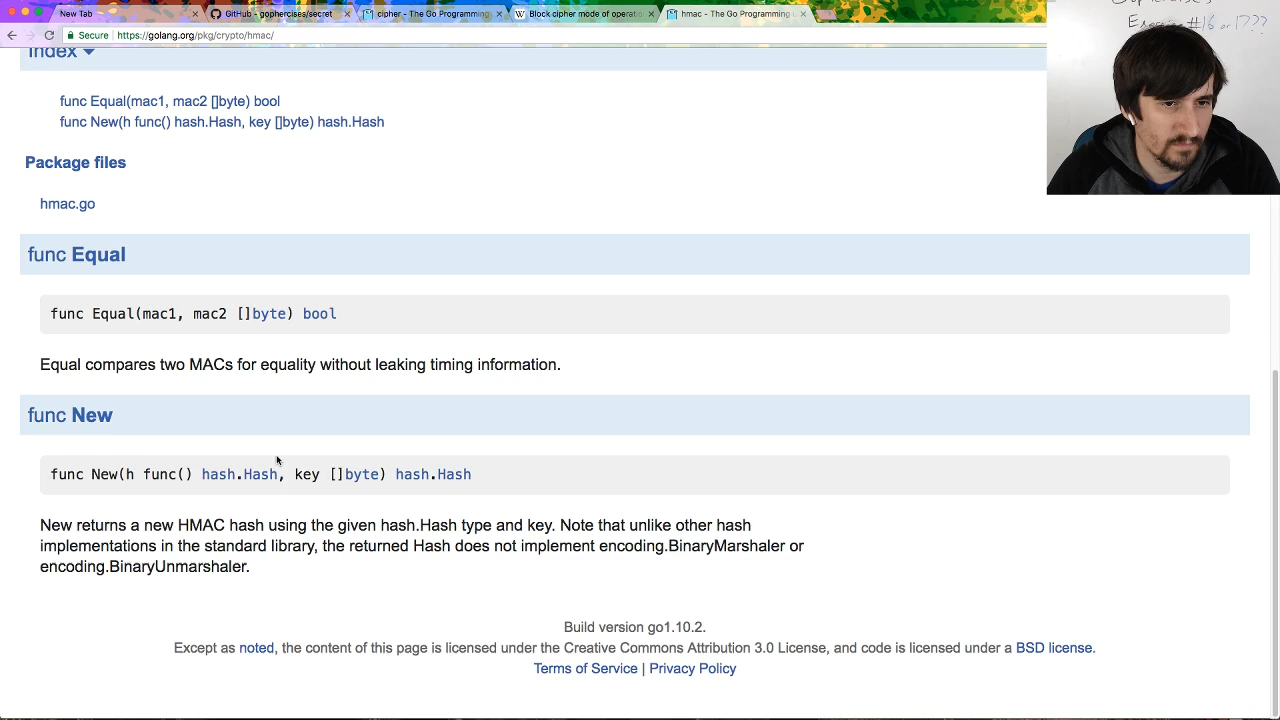 New Tab
GitHub - gophercises/secret
cipher - The Go Programming
Block cipher mode of operatio
hmac - The Go Programming
Secure https://golang.org/pkg/crypto/hmac/
Exercise #16 or 17???
Index
func Equal(mac1, mac2 []byte) bool
func New(h func() hash.Hash, key []byte) hash.Hash
Package files
hmac.go
func Equal
func Equal(mac1, mac2 []byte) bool
Equal compares two MACs for equality without leaking timing information.
func New
func New(h func() hash.Hash, key []byte) hash.Hash
New returns a new HMAC hash using the given hash.Hash type and key. Note that unlike other hash
implementations in the standard library, the returned Hash does not implement encoding.BinaryMarshaler or
encoding.BinaryUnmarshaler.
Build version go1.10.2.
Except as noted, the content of this page is licensed under the Creative Commons Attribution 3.0 License, and code is licensed under a BSD license.
Terms of Service | Privacy Policy